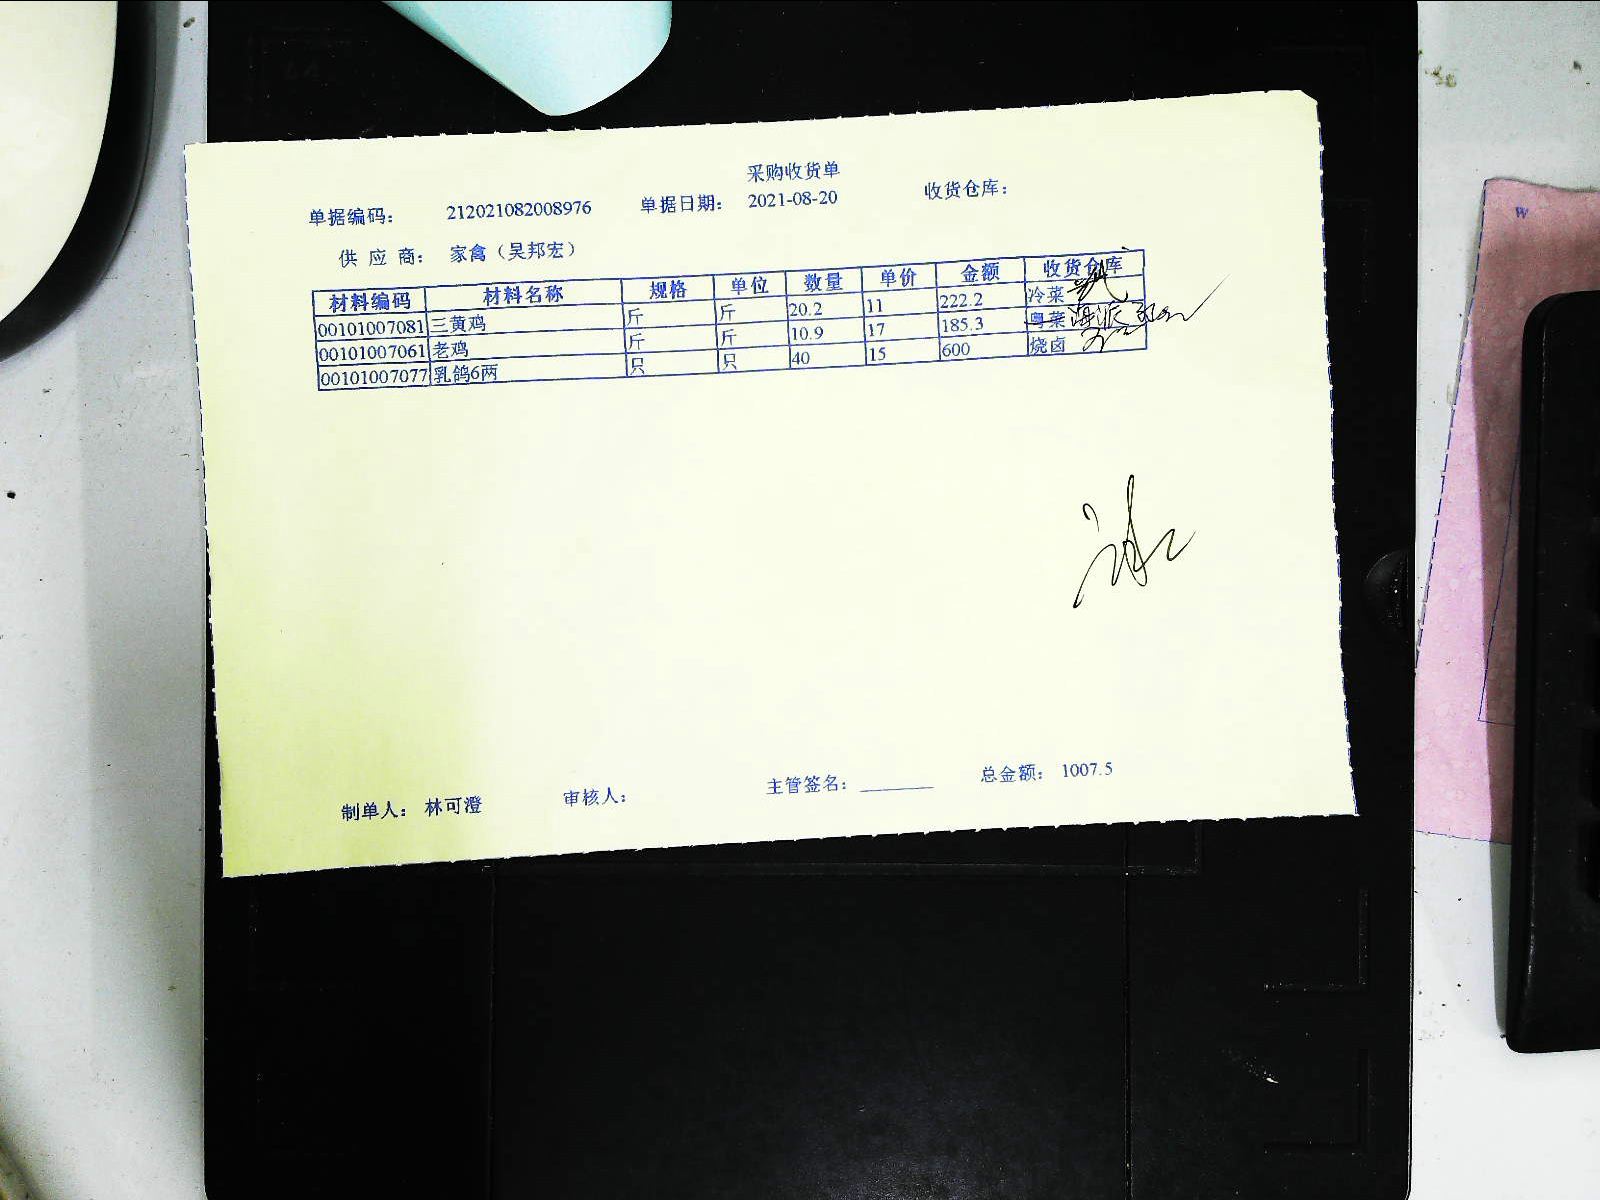 采购收货单
单据编码: 212021082008976 单据日期: 2021-08-20 收货仓库:
供应商: 家禽（吴邦宏）
材料编码 材料名称 规格 单位 数量 单价 金额 收货仓库
00101007081 三黄鸡 斤 斤 20.2 11 222.2 冷菜
00101007061 老鸡 斤 斤 10.9 17 185.3 粤菜 海派
00101007077 乳鸽6两 只 只 40 15 600 烧卤
制单人: 林可澄 审核人: 主管签名: 总金额: 1007.5
W